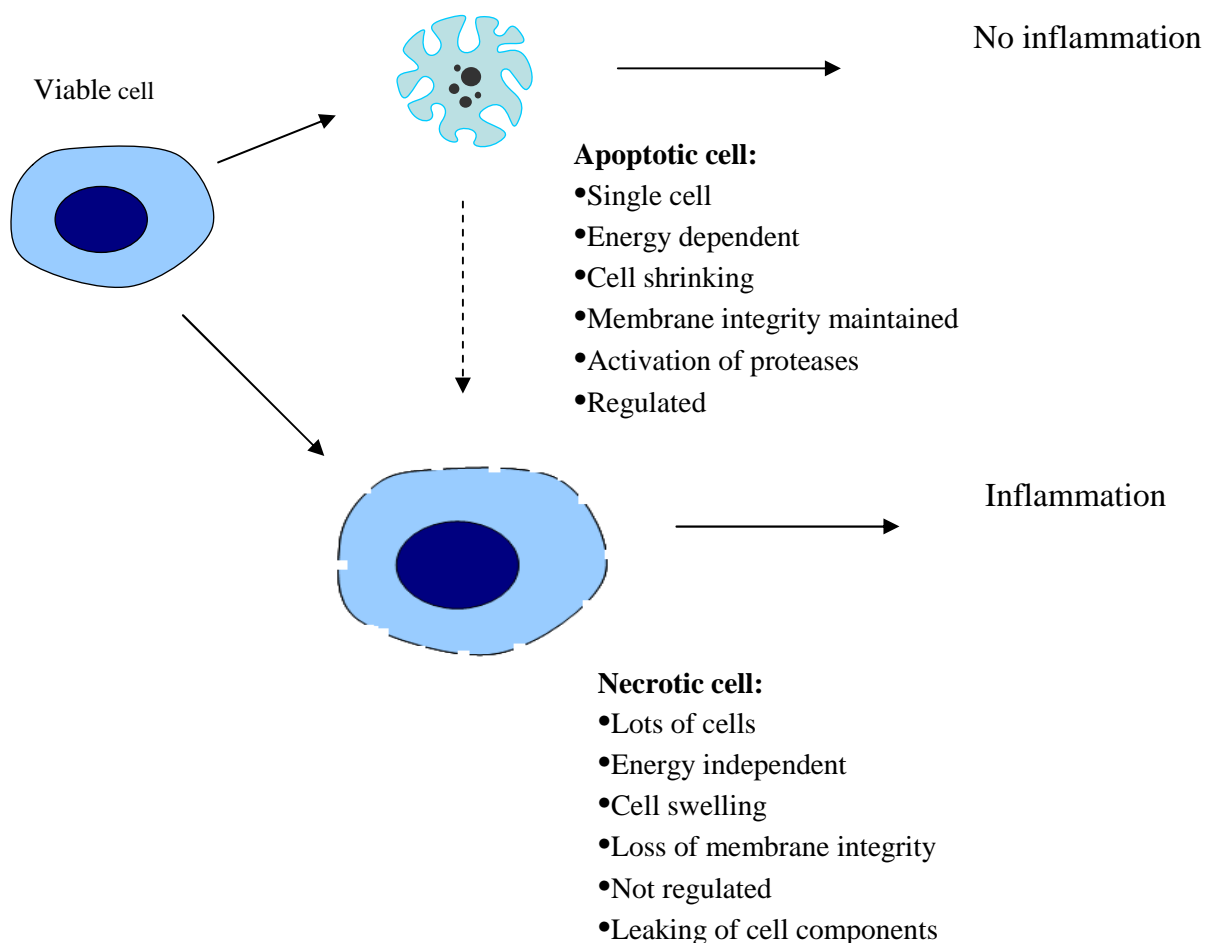 No inflammation
Viable cell
Apoptotic cell:
•Single cell
•Energy dependent
•Cell shrinking
•Membrane integrity maintained
•Activation of proteases
•Regulated
Inflammation
Necrotic cell:
•Lots of cells
•Energy independent
•Cell swelling
•Loss of membrane integrity
•Not regulated
•Leaking of cell components